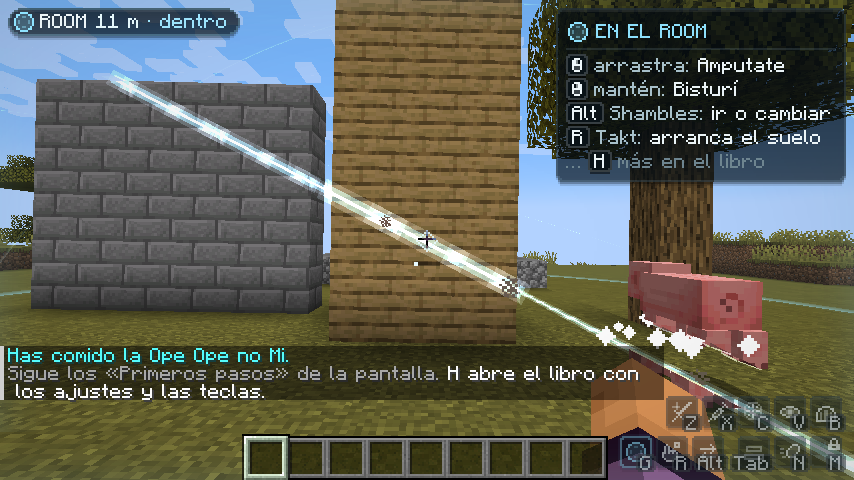 ROOM 11 m · dentro
EN EL ROOM
arrastra: Amputate
mantén: Bisturí
Alt Shambles: ir o cambiar
R Takt: arranca el suelo
... H más en el libro
Has comido la Ope Ope no Mi.
Sigue los «Primeros pasos» de la pantalla. H abre el libro con
los ajustes y las teclas.
Z X C V B
G R Alt Tab N M